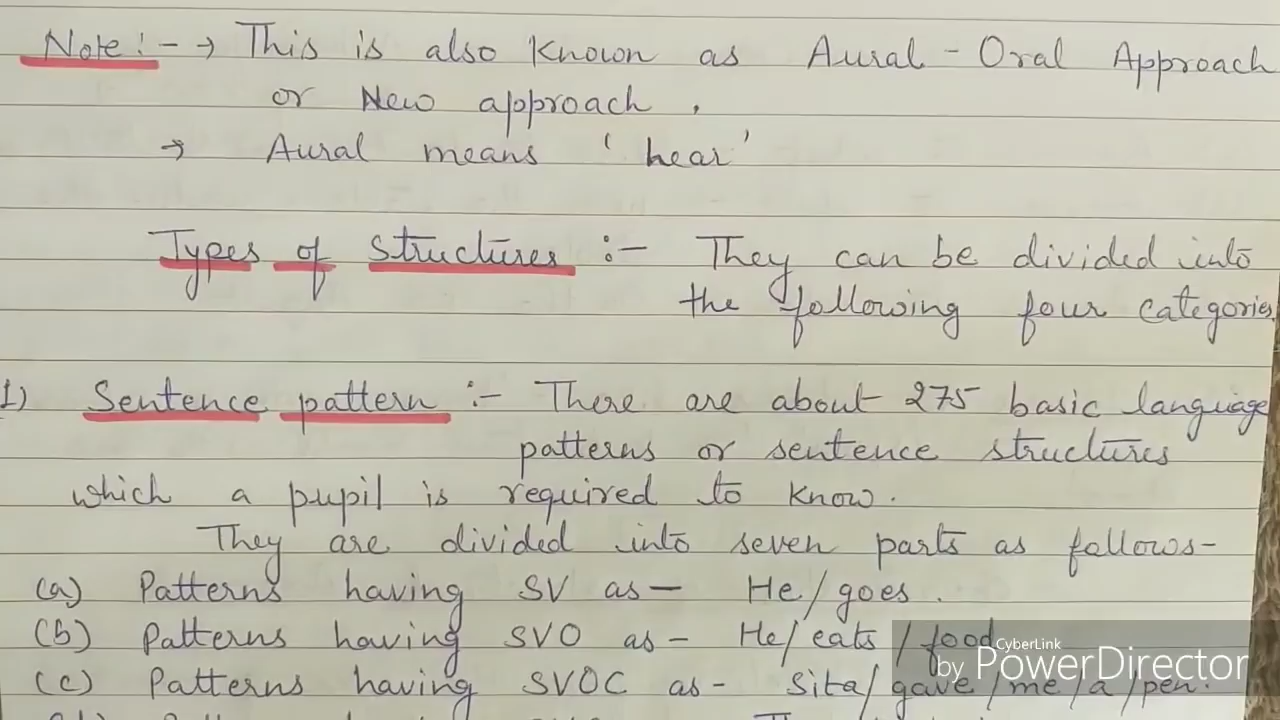 Note :- → This is also known as Aural - Oral Approach
or New approach .
→ Aural means 'hear'
Types of structures :- They can be divided into
the following four categories
1) Sentence pattern :- There are about 275 basic language
patterns or sentence structures
which a pupil is required to know.
They are divided into seven parts as follows-
(a) Patterns having SV as — He/goes .
(b) Patterns having SVO as - He/eats/food
(c) Patterns having SVOC as - Sita/gave/me/a/pen.
CyberLink
by PowerDirector